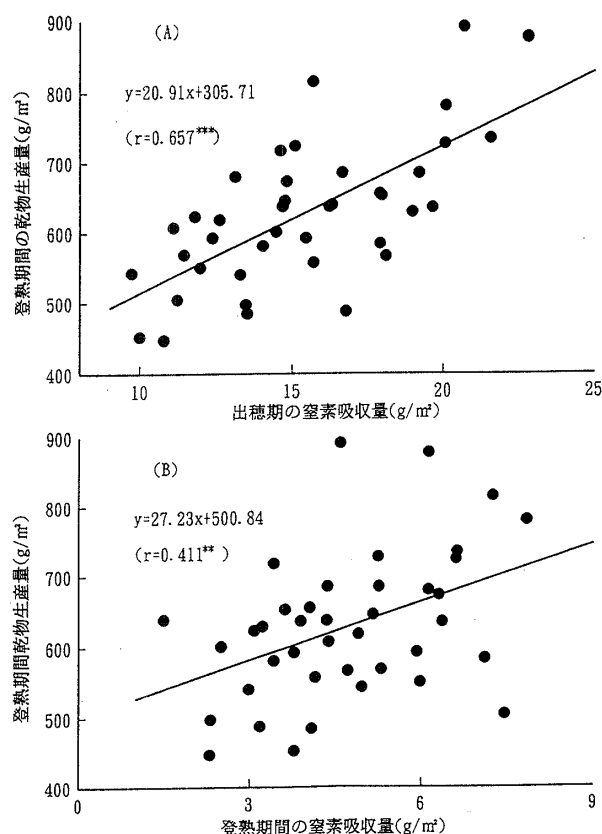 (A)
y=20.91x+305.71
(r=0.657***)
登熟期間の乾物生産量(g/㎡)
900
800
700
600
500
400
10
15
20
25
出穂期の窒素吸収量(g/㎡)
(B)
y=27.23x+500.84
(r=0.411**)
登熟期間乾物生産量(g/㎡)
900
800
700
600
500
400
0
3
6
9
登熟期間の窒素吸収量(g/㎡)